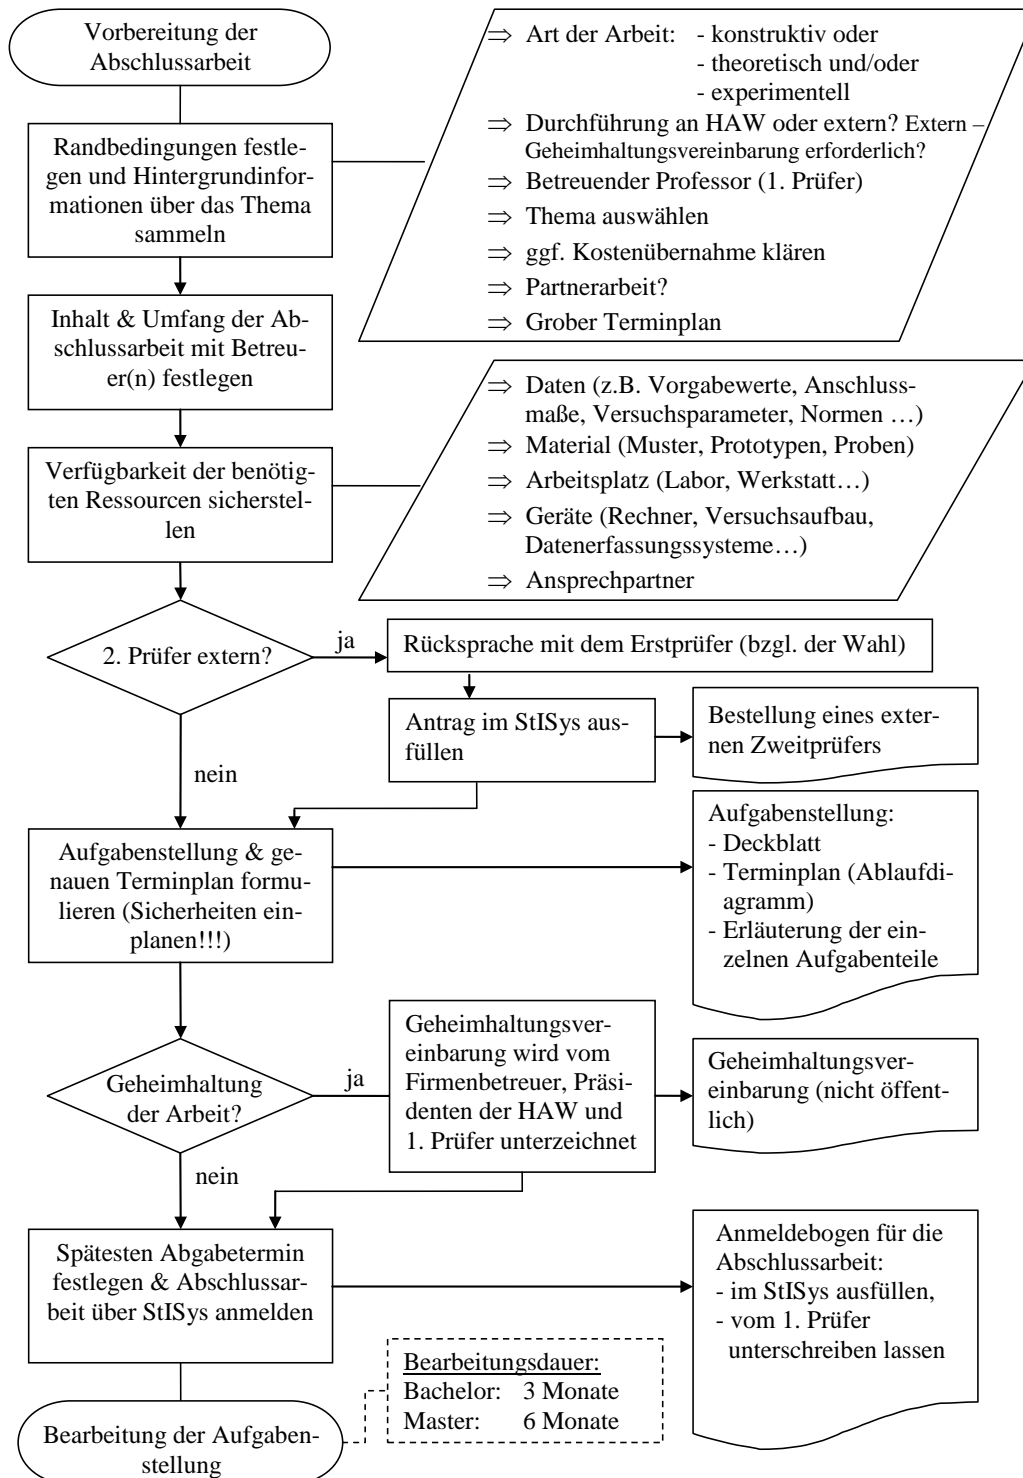 Vorbereitung der
Abschlussarbeit
⇒ Art der Arbeit: - konstruktiv oder
- theoretisch und/oder
- experimentell
⇒ Durchführung an HAW oder extern? Extern –
Geheimhaltungsvereinbarung erforderlich?
⇒ Betreuender Professor (1. Prüfer)
⇒ Thema auswählen
⇒ ggf. Kostenübernahme klären
⇒ Partnerarbeit?
⇒ Grober Terminplan
Randbedingungen festle-
gen und Hintergrundinfor-
mationen über das Thema
sammeln
Inhalt & Umfang der Ab-
schlussarbeit mit Betreu-
er(n) festlegen
⇒ Daten (z.B. Vorgabewerte, Anschluss-
maße, Versuchsparameter, Normen …)
⇒ Material (Muster, Prototypen, Proben)
⇒ Arbeitsplatz (Labor, Werkstatt…)
⇒ Geräte (Rechner, Versuchsaufbau,
Datenerfassungssysteme…)
⇒ Ansprechpartner
Verfügbarkeit der benötig-
ten Ressourcen sicherstel-
len
2. Prüfer extern?
ja
Rücksprache mit dem Erstprüfer (bzgl. der Wahl)
Antrag im StISys aus-
füllen
Bestellung eines exter-
nen Zweitprüfers
nein
Aufgabenstellung & ge-
nauen Terminplan formu-
lieren (Sicherheiten ein-
planen!!!)
Aufgabenstellung:
- Deckblatt
- Terminplan (Ablaufdi-
agramm)
- Erläuterung der ein-
zelnen Aufgabenteile
Geheimhaltung
der Arbeit?
ja
Geheimhaltungsver-
einbarung wird vom
Firmenbetreuer, Präsi-
denten der HAW und
1. Prüfer unterzeichnet
Geheimhaltungsver-
einbarung (nicht öffent-
lich)
nein
Spätesten Abgabetermin
festlegen & Abschlussar-
beit über StISys anmelden
Anmeldebogen für die
Abschlussarbeit:
- im StISys ausfüllen,
- vom 1. Prüfer
unterschreiben lassen
Bearbeitungsdauer:
Bachelor: 3 Monate
Master: 6 Monate
Bearbeitung der Aufgaben-
stellung